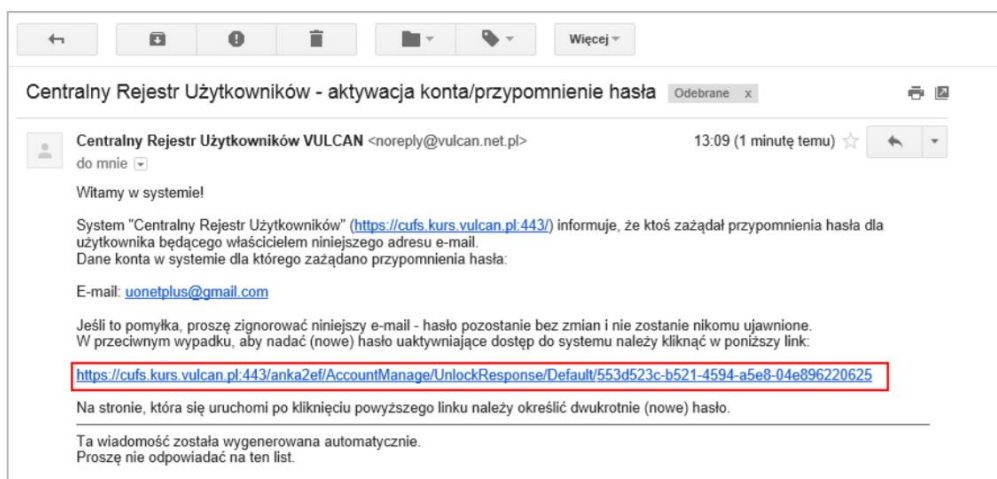 Więcej
Centralny Rejestr Użytkowników - aktywacja konta/przypomnienie hasła Odebrane x
Centralny Rejestr Użytkowników VULCAN <noreply@vulcan.net.pl> 13:09 (1 minutę temu)
do mnie
Witamy w systemie!
System "Centralny Rejestr Użytkowników" (https://cufs.kurs.vulcan.pl:443/) informuje, że ktoś zażądał przypomnienia hasła dla
użytkownika będącego właścicielem niniejszego adresu e-mail.
Dane konta w systemie dla którego zażądano przypomnienia hasła:
E-mail: uonetplus@gmail.com
Jeśli to pomyłka, proszę zignorować niniejszy e-mail - hasło pozostanie bez zmian i nie zostanie nikomu ujawnione.
W przeciwnym wypadku, aby nadać (nowe) hasło uaktywniające dostęp do systemu należy kliknąć w poniższy link:
https://cufs.kurs.vulcan.pl:443/anka2ef/AccountManage/UnlockResponse/Default/553d523c-b521-4594-a5e8-04e896220625
Na stronie, która się uruchomi po kliknięciu powyższego linku należy określić dwukrotnie (nowe) hasło.
Ta wiadomość została wygenerowana automatycznie.
Proszę nie odpowiadać na ten list.